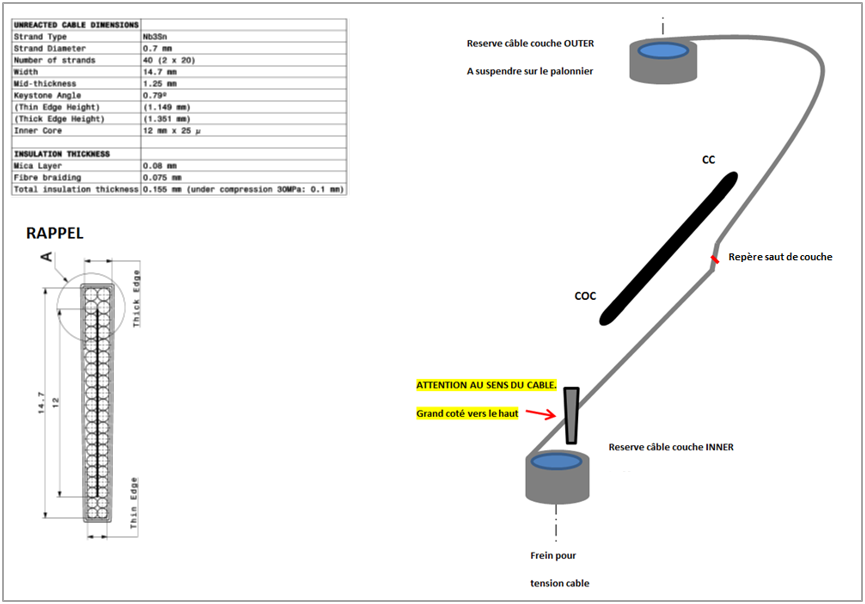 UNREACTED CABLE DIMENSIONS
Strand Type Nb3Sn
Strand Diameter 0.7 mm
Number of strands 40 (2 x 20)
Width 14.7 mm
Mid-thickness 1.25 mm
Keystone Angle 0.79º
(Thin Edge Height) (1.149 mm)
(Thick Edge Height) (1.351 mm)
Inner Core 12 mm x 25 µ
INSULATION THICKNESS
Mica Layer 0.08 mm
Fibre braiding 0.075 mm
Total insulation thickness 0.155 mm (under compression 30MPa: 0.1 mm)
RAPPEL
A
Thick Edge
14.7
12
Thin Edge
Reserve câble couche OUTER
A suspendre sur le palonnier
CC
Repère saut de couche
COC
ATTENTION AU SENS DU CABLE.
Grand coté vers le haut
Reserve câble couche INNER
Frein pour
tension cable